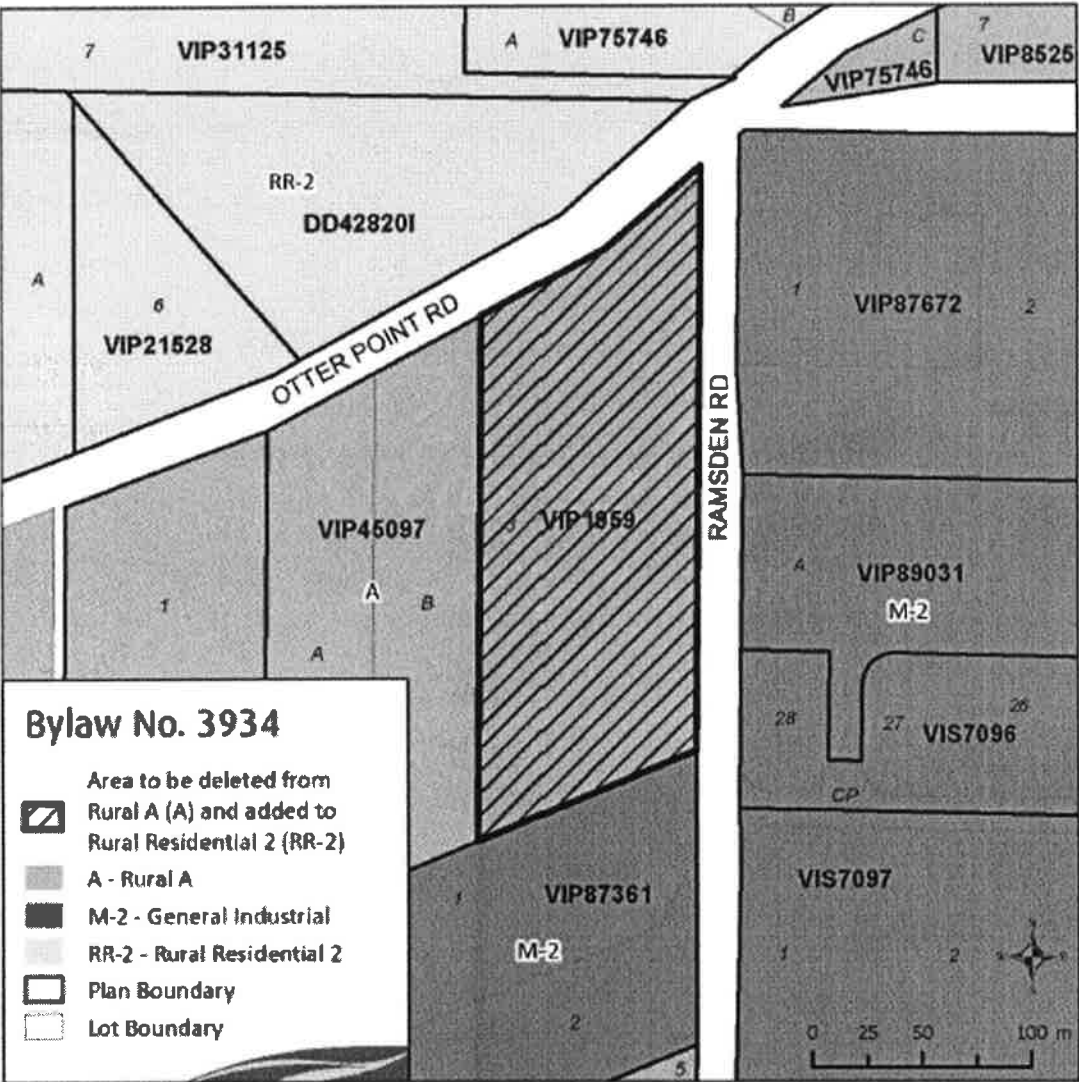 7 VIP31125
A VIP75746
B
C
VIP75746
7
VIP8525
RR-2
DD42820I
A
6
VIP21528
OTTER POINT RD
1 VIP87672 2
RAMSDEN RD
VIP45097
VIP1959
3
1
A
B
A
A
VIP89031
M-2
28
27
26
VIS7096
CP
VIS7097
1
2
1
VIP87361
M-2
2
5
Bylaw No. 3934
Area to be deleted from
Rural A (A) and added to
Rural Residential 2 (RR-2)
A - Rural A
M-2 - General Industrial
RR-2 - Rural Residential 2
Plan Boundary
Lot Boundary
0 25 50 100 m